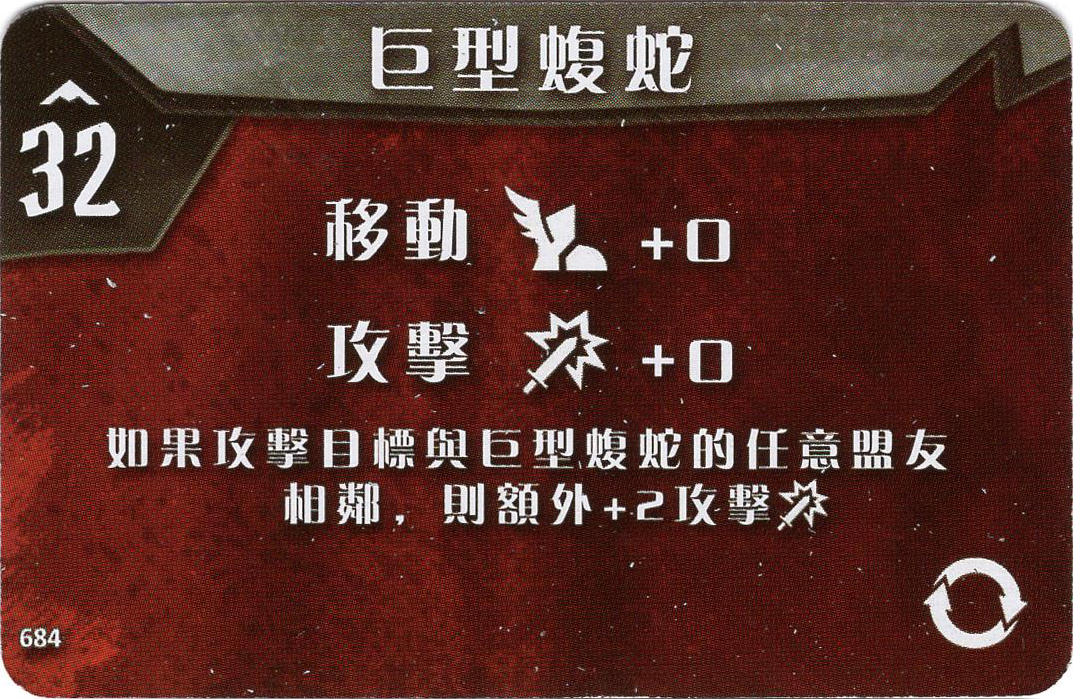 巨型蝮蛇
32
移動 +0
攻擊 +0
如果攻擊目標與巨型蝮蛇的任意盟友
相鄰，則額外+2攻擊
684